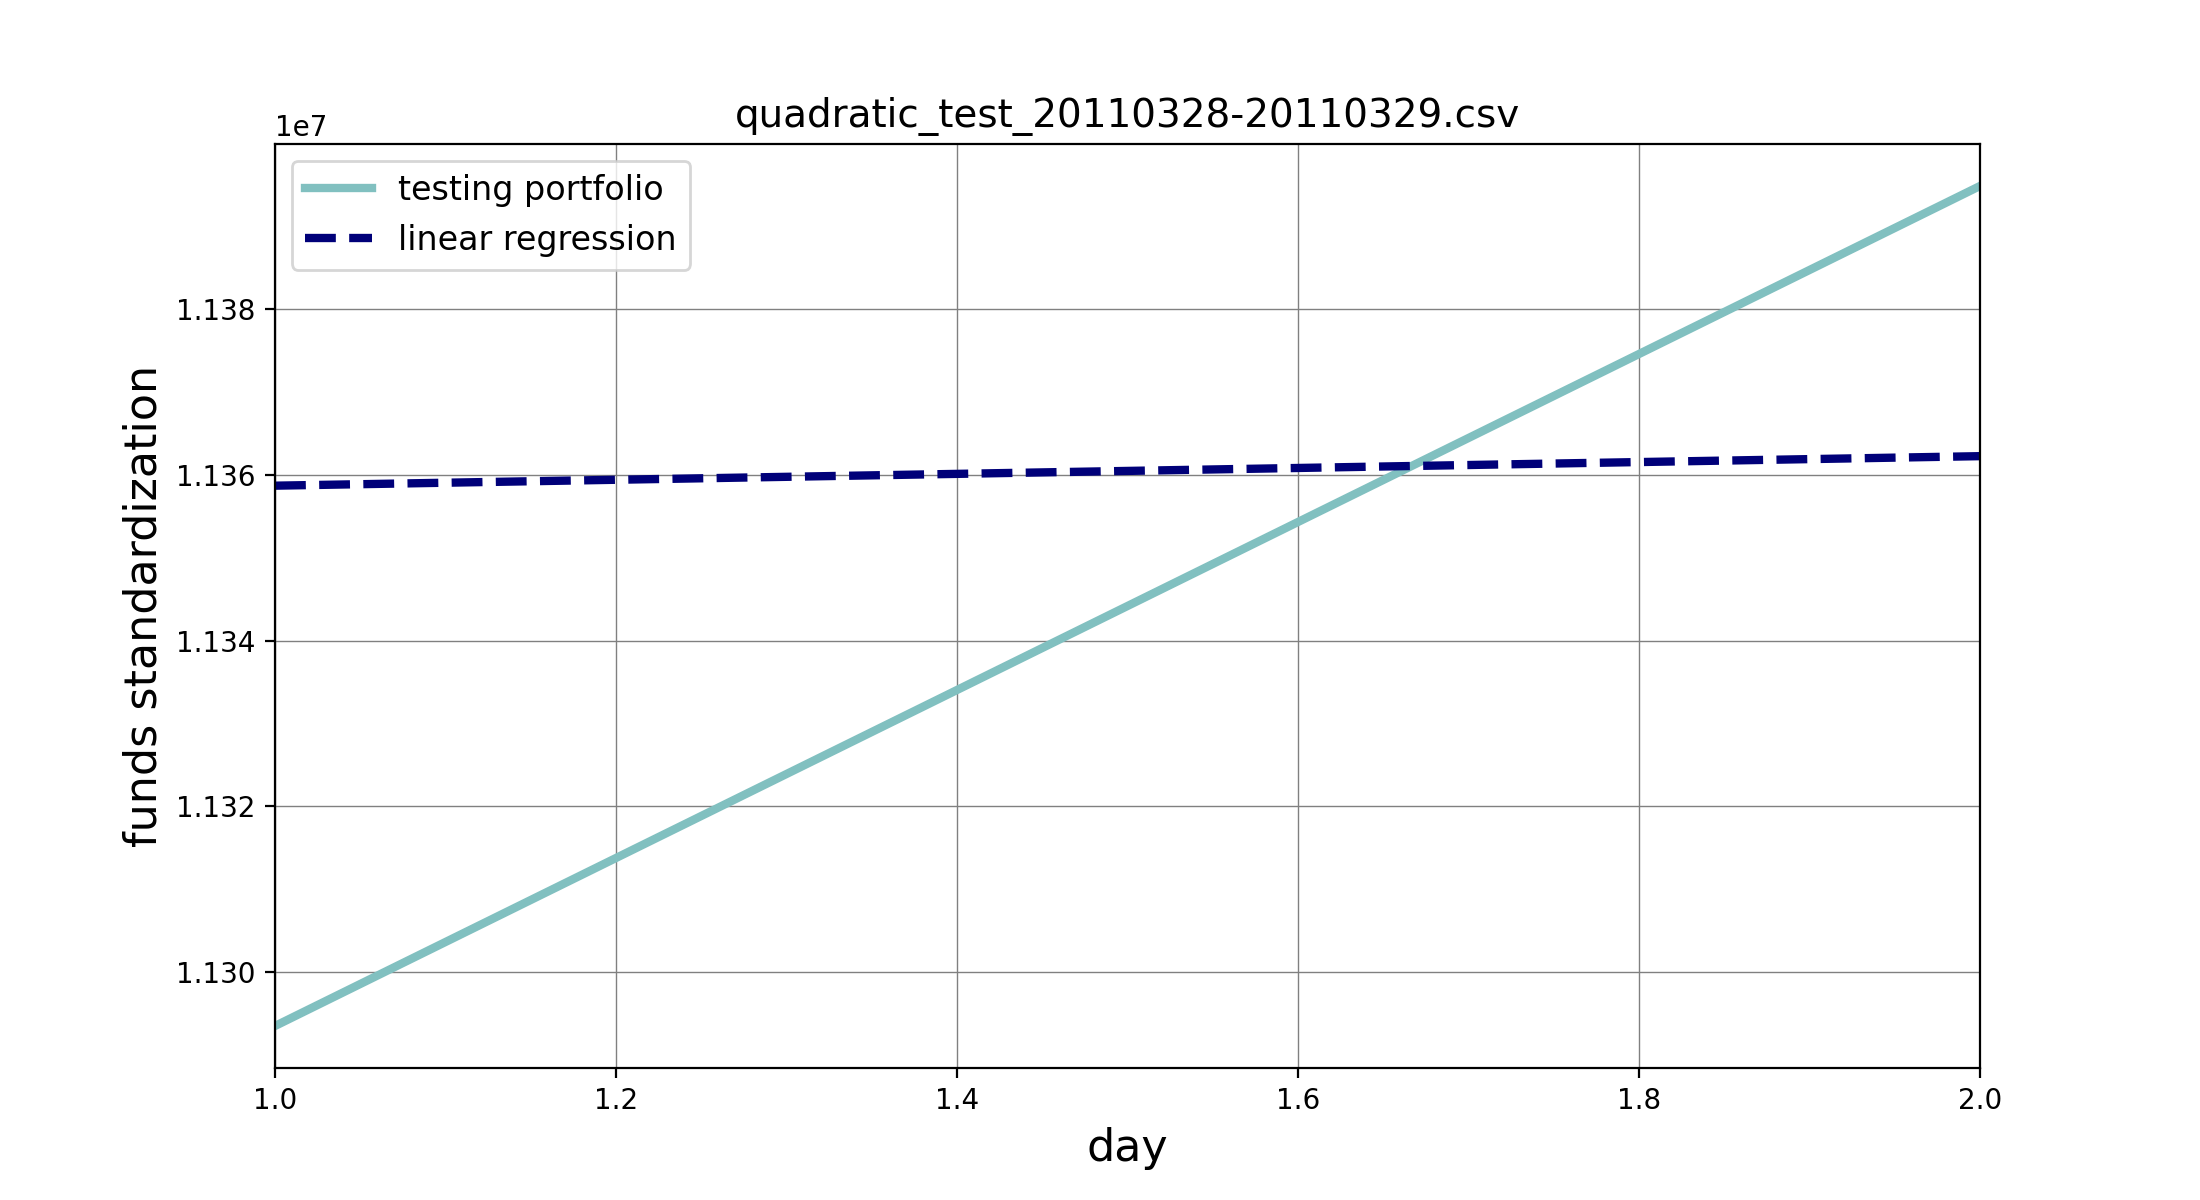 quadratic_test_20110328-20110329.csv
1e7
testing portfolio
linear regression
1.138
1.136
1.134
1.132
1.130
funds standardization
1.0 1.2 1.4 1.6 1.8 2.0
day